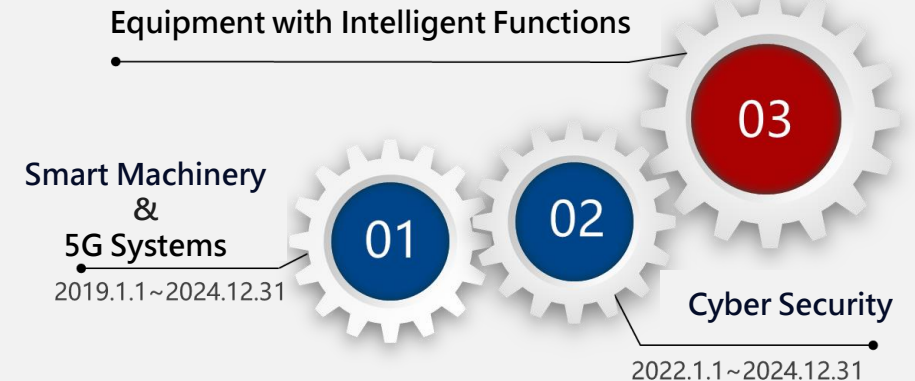 Equipment with Intelligent Functions
03
Smart Machinery
&
5G Systems
2019.1.1~2024.12.31
01
02
Cyber Security
2022.1.1~2024.12.31